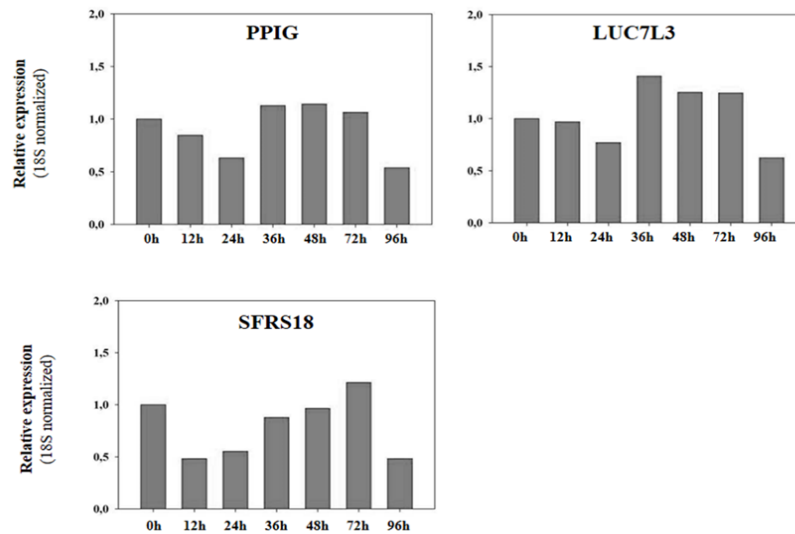 PPIG
Relative expression
(18S normalized)
2,0
1,5
1,0
0,5
0,0
0h 12h 24h 36h 48h 72h 96h
LUC7L3
2,0
1,5
1,0
0,5
0,0
0h 12h 24h 36h 48h 72h 96h
SFRS18
Relative expression
(18S normalized)
2,0
1,5
1,0
0,5
0,0
0h 12h 24h 36h 48h 72h 96h